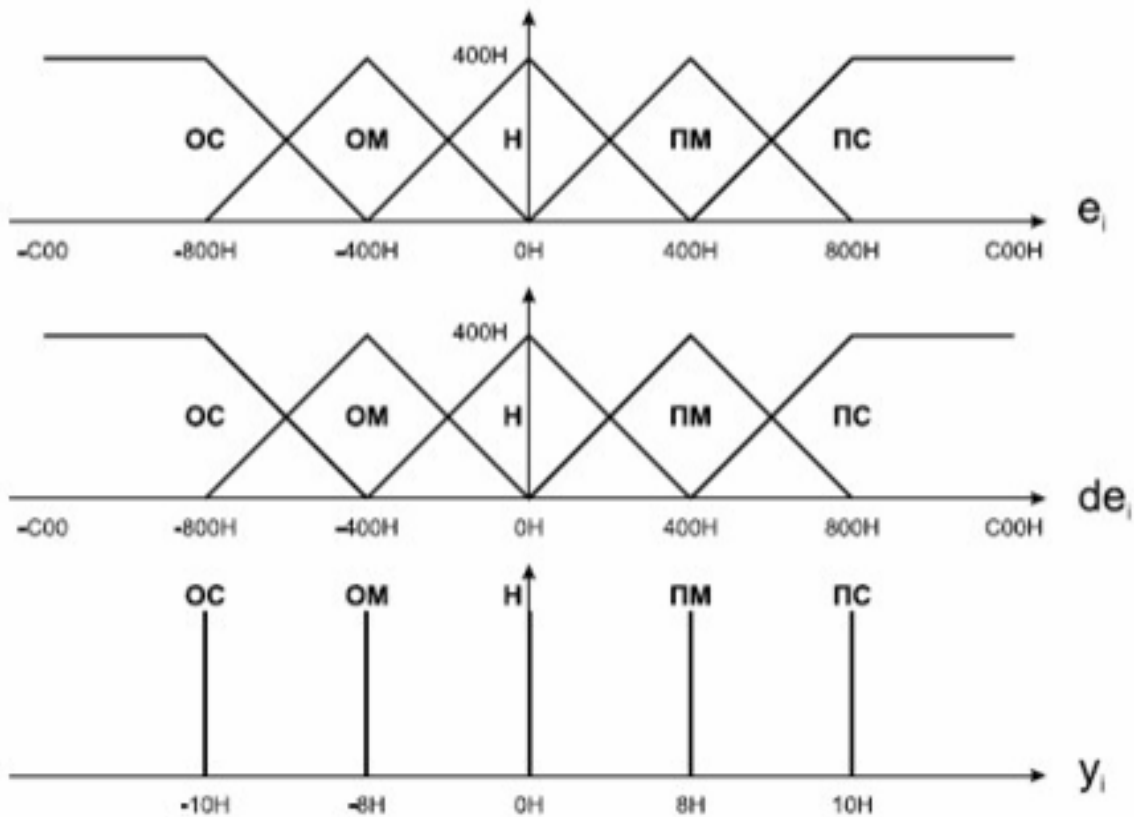 400H
ОС ОМ Н ПМ ПС
eᵢ
–C00 -800H –400H 0H 400H 800H C00H
400H
ОС ОМ Н ПМ ПС
deᵢ
–C00 -800H –400H 0H 400H 800H C00H
ОС ОМ Н ПМ ПС
yᵢ
-10H –8H 0H 8H 10H